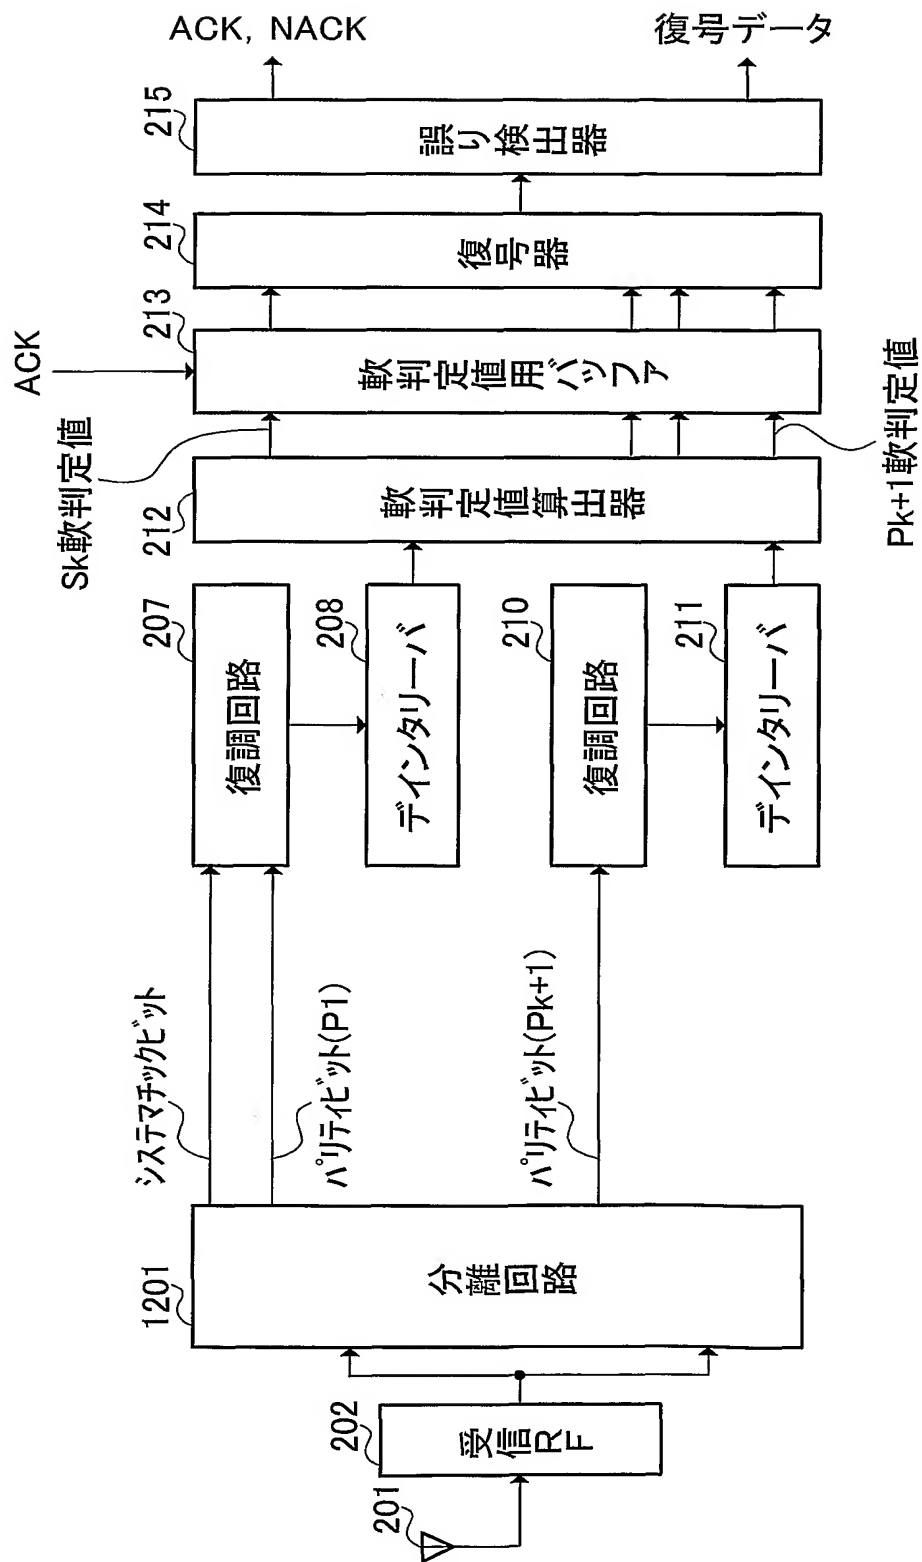 201
202
受信RF
1201
分離回路
システマチックビット
パリティビット(P1)
パリティビット(Pk+1)
207
復調回路
208
デインタリーバ
210
復調回路
211
デインタリーバ
212
軟判定値算出器
Sk軟判定値
Pk+1軟判定値
ACK
213
軟判定値用バッファ
214
復号器
215
誤り検出器
ACK, NACK
復号データ